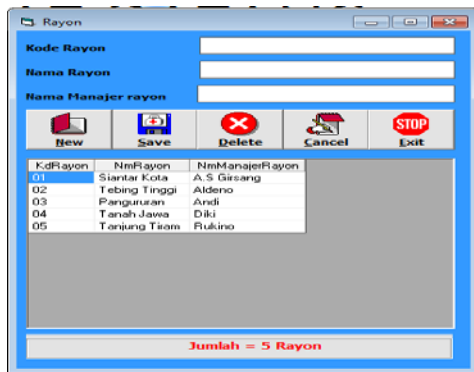 Rayon
Kode Rayon
Nama Rayon
Nama Manajer rayon
New Save Delete Cancel STOP Exit
KdRayon NmRayon NmManajerRayon
01 Siantar Kota A.S Girsang
02 Tebing Tinggi Aldeno
03 Pangururan Andi
04 Tanah Jawa Diki
05 Tanjung Tiram Rukino
Jumlah = 5 Rayon